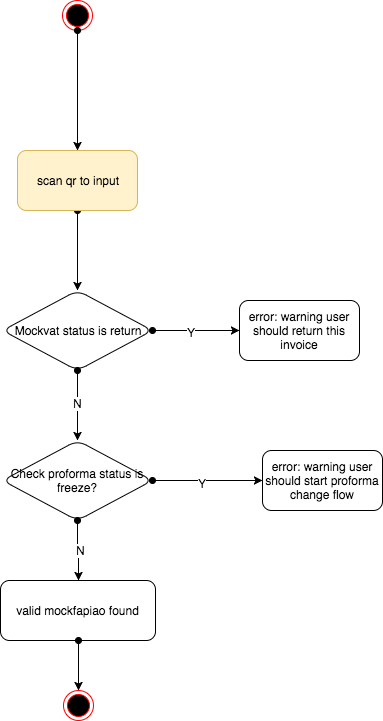 scan qr to input
Mockvat status is return
Y
error: warning user
should return this
invoice
N
Check proforma status is
freeze?
Y
error: warning user
should start proforma
change flow
N
valid mockfapiao found